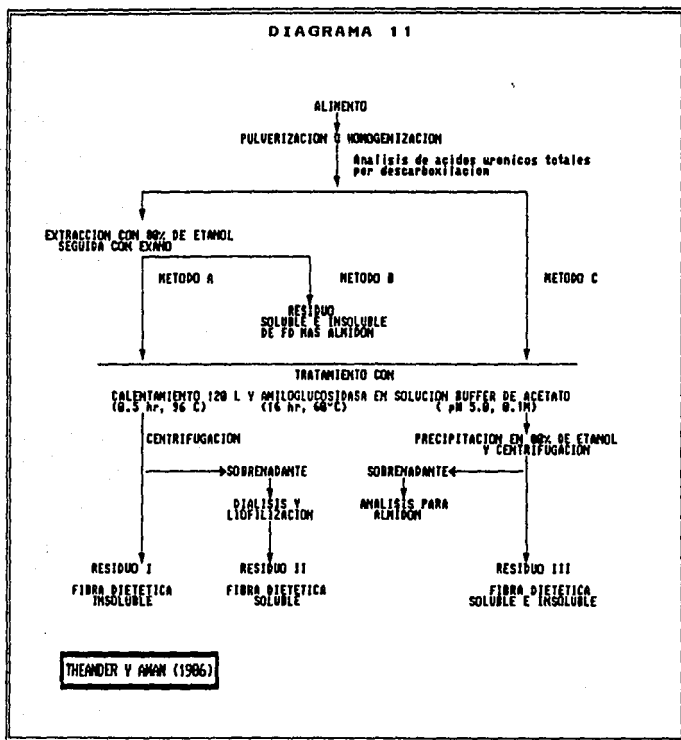 DIAGRAMA 11
ALIMENTO
PULVERIZACION O HOMOGENIZACION
Analisis de acidos uronicos totales
por descarboxilacion
EXTRACCION CON 80% DE ETANOL
SEGUIDA CON EXANO
METODO A
METODO B
METODO C
RESIDUO
SOLUBLE E INSOLUBLE
DE FD MAS ALMIDON
TRATAMIENTO CON
CALENTAMIENTO 120 L Y AMILOGLUCOSIDASA EN SOLUCION BUFFER DE ACETATO
(0.5 hr, 96 C) (16 hr, 60°C) ( pH 5.0, 0.1M)
CENTRIFUGACION
PRECIPITACION EN 80% DE ETANOL
Y CENTRIFUGACION
SOBRENADANTE
SOBRENADANTE
DIALISIS Y
LIOFILIZACION
ANALISIS PARA
ALMIDON
RESIDUO I
RESIDUO II
RESIDUO III
FIBRA DIETETICA
INSOLUBLE
FIBRA DIETETICA
SOLUBLE
FIBRA DIETETICA
SOLUBLE E INSOLUBLE
THEANDER Y AMAN (1986)